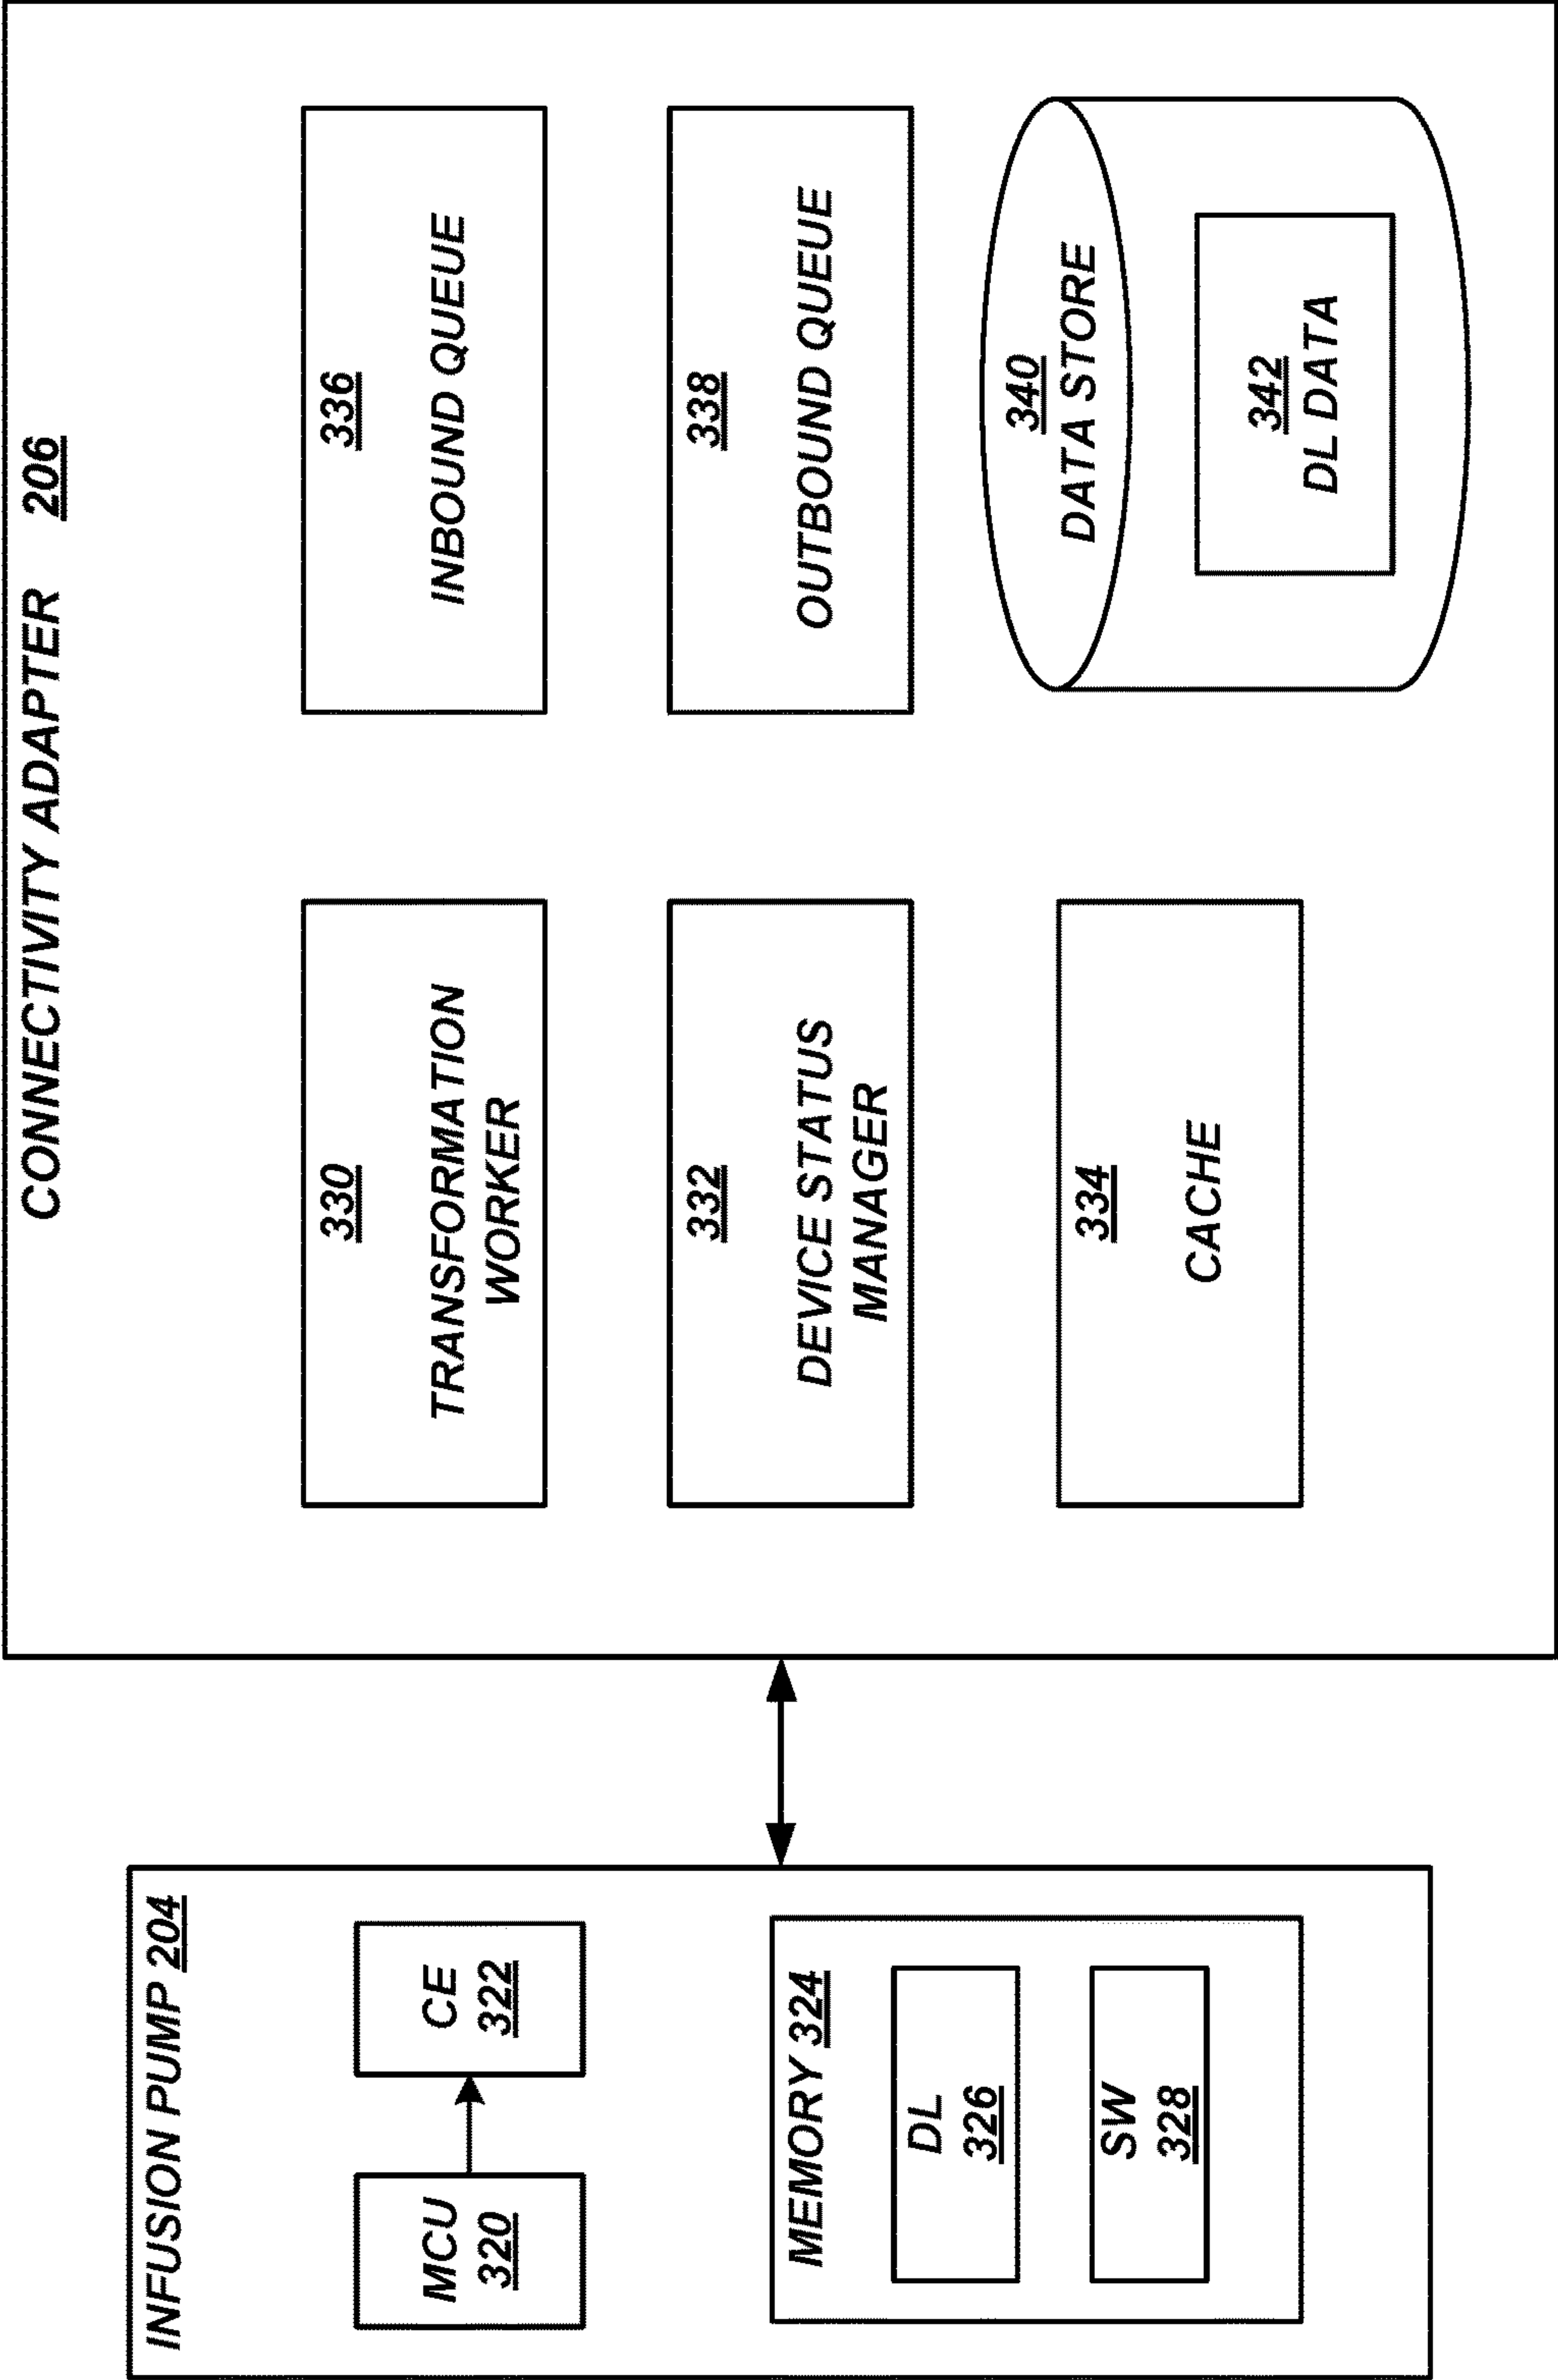 INFUSION PUMP 204
MCU
320
CE
322
MEMORY 324
DL
326
SW
328
CONNECTIVITY ADAPTER 206
330
TRANSFORMATION
WORKER
336
INBOUND QUEUE
332
DEVICE STATUS
MANAGER
338
OUTBOUND QUEUE
334
CACHE
340
DATA STORE
342
DL DATA